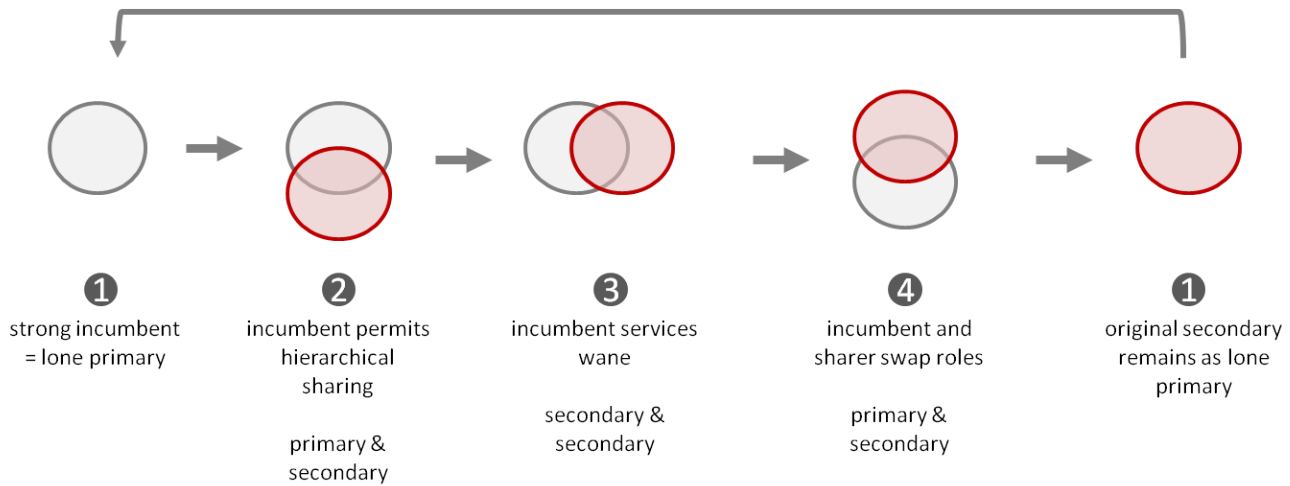 1
strong incumbent
= lone primary
2
incumbent permits
hierarchical
sharing
primary &
secondary
3
incumbent services
wane
secondary &
secondary
4
incumbent and
sharer swap roles
primary &
secondary
1
original secondary
remains as lone
primary